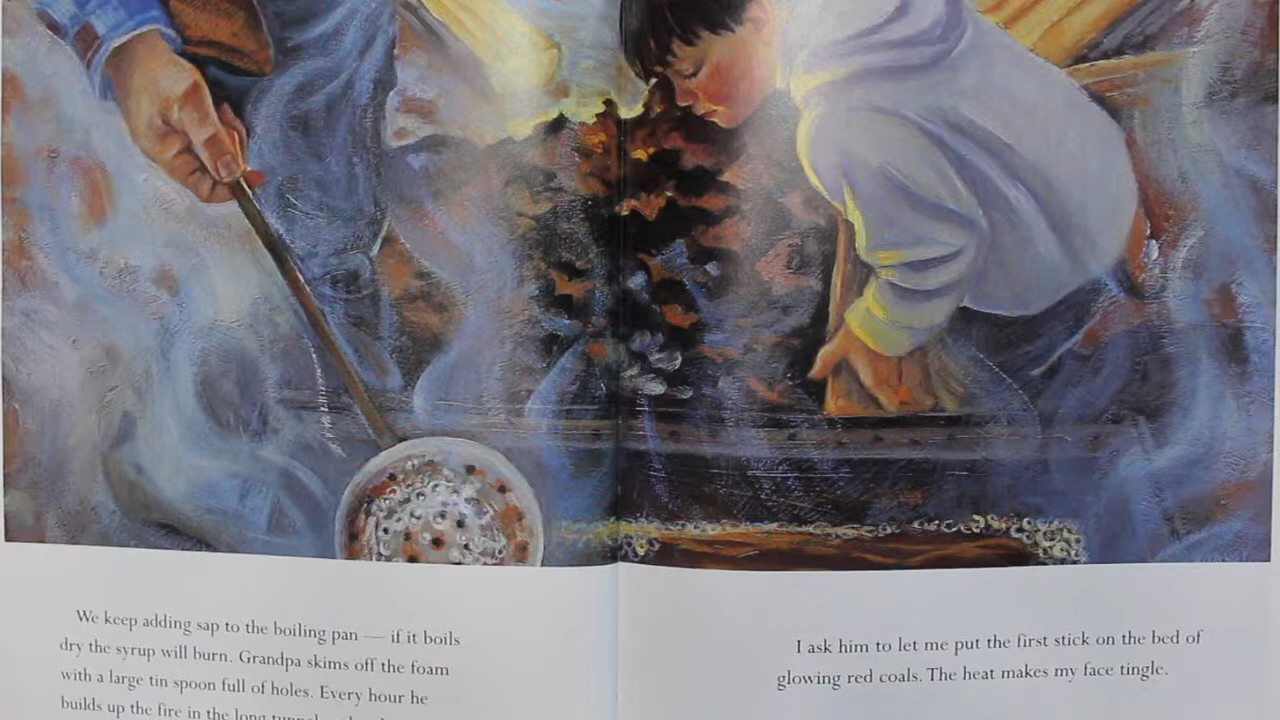 We keep adding sap to the boiling pan — if it boils
dry the syrup will burn. Grandpa skims off the foam
with a large tin spoon full of holes. Every hour he
builds up the fire in the long
I ask him to let me put the first stick on the bed of
glowing red coals. The heat makes my face tingle.